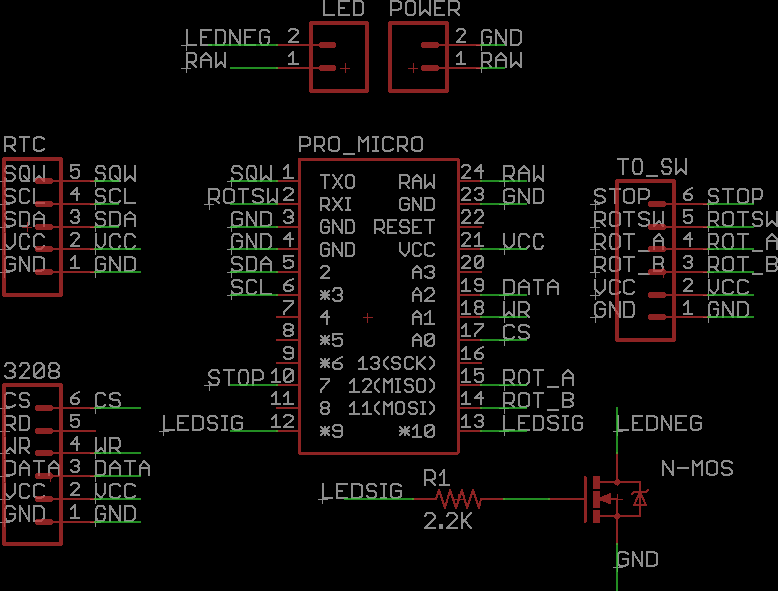 LED POWER
LEDNEG 2 2 GND
RAW 1 1 RAW
RTC
SQW 5 SQW
SCL 4 SCL
SDA 3 SDA
VCC 2 VCC
GND 1 GND
PRO_MICRO
SQW 1 TXO RAW 24 RAW
ROTSW 2 RXI GND 23 GND
GND 3 GND RESET 22
GND 4 GND VCC 21 VCC
SDA 5 2 A3 20
SCL 6 *3 A2 19 DATA
7 4 A1 18 WR
8 *5 A0 17 CS
9 *6 13(SCK) 16
STOP 10 7 12(MISO) 15 ROT_A
11 8 11(MOSI) 14 ROT_B
LEDSIG 12 *9 *10 13 LEDSIG
TO_SW
STOP 6 STOP
ROTSW 5 ROTSW
ROT_A 4 ROT_A
ROT_B 3 ROT_B
VCC 2 VCC
GND 1 GND
3208
CS 6 CS
RD 5
WR 4 WR
DATA 3 DATA
VCC 2 VCC
GND 1 GND
LEDNEG
N-MOS
LEDSIG R1
2.2K
GND